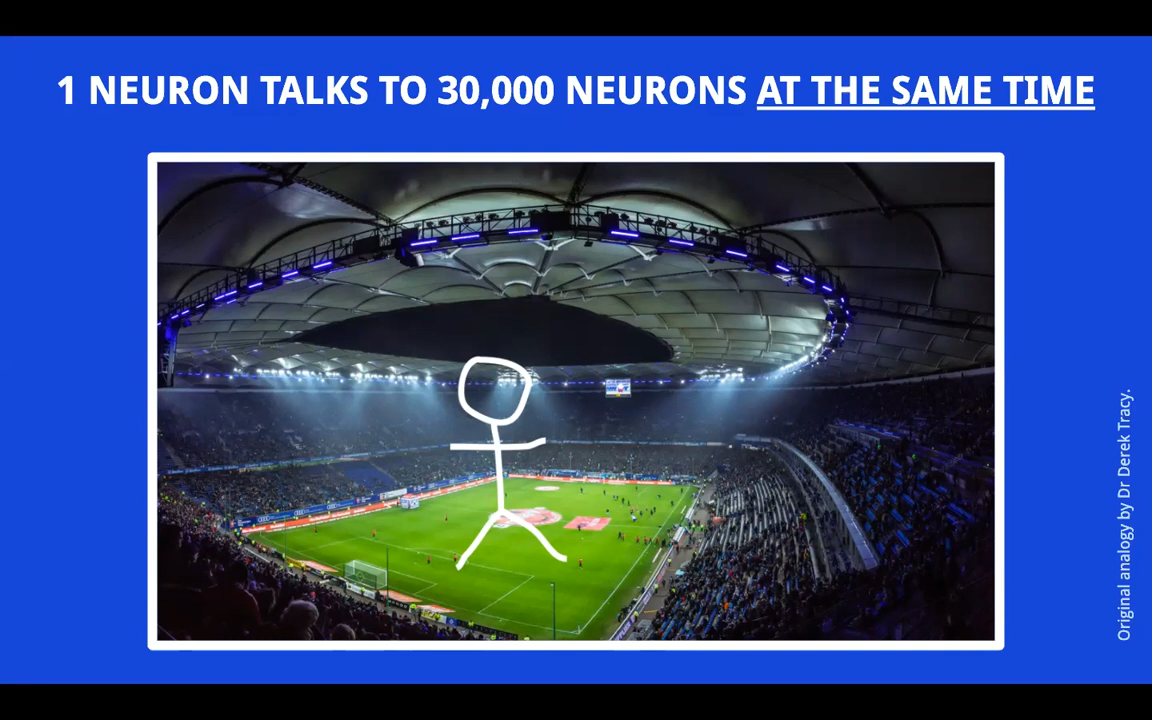 1 NEURON TALKS TO 30,000 NEURONS AT THE SAME TIME
Original analogy by Dr Derek Tracy.